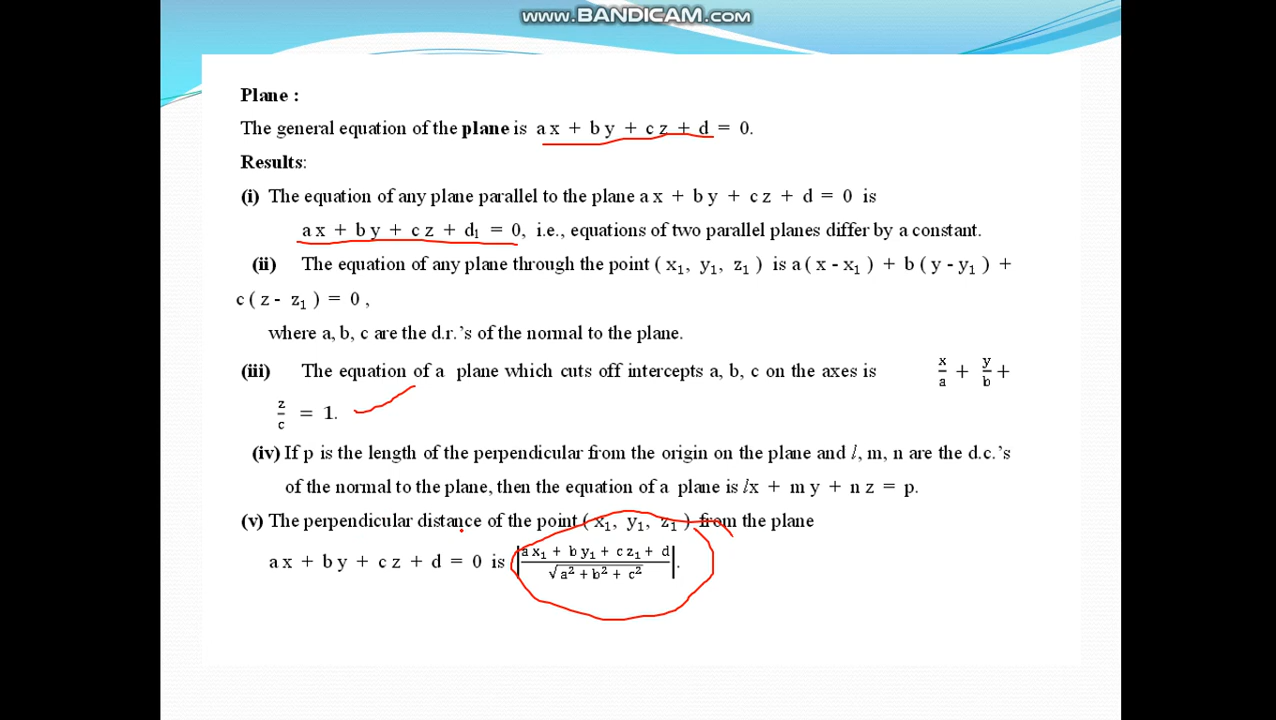 www.BANDICAM.com
Plane :
The general equation of the plane is a x + b y + c z + d = 0.
Results:
(i) The equation of any plane parallel to the plane a x + b y + c z + d = 0 is
a x + b y + c z + d₁ = 0, i.e., equations of two parallel planes differ by a constant.
(ii) The equation of any plane through the point ( x₁, y₁, z₁ ) is a ( x - x₁ ) + b ( y - y₁ ) +
c ( z - z₁ ) = 0 ,
where a, b, c are the d.r.'s of the normal to the plane.
(iii) The equation of a plane which cuts off intercepts a, b, c on the axes is x/a + y/b +
z/c = 1.
(iv) If p is the length of the perpendicular from the origin on the plane and l, m, n are the d.c.'s
of the normal to the plane, then the equation of a plane is lx + m y + n z = p.
(v) The perpendicular distance of the point ( x₁, y₁, z₁ ) from the plane
a x + b y + c z + d = 0 is |(a x₁ + b y₁ + c z₁ + d)/√(a² + b² + c²)|.